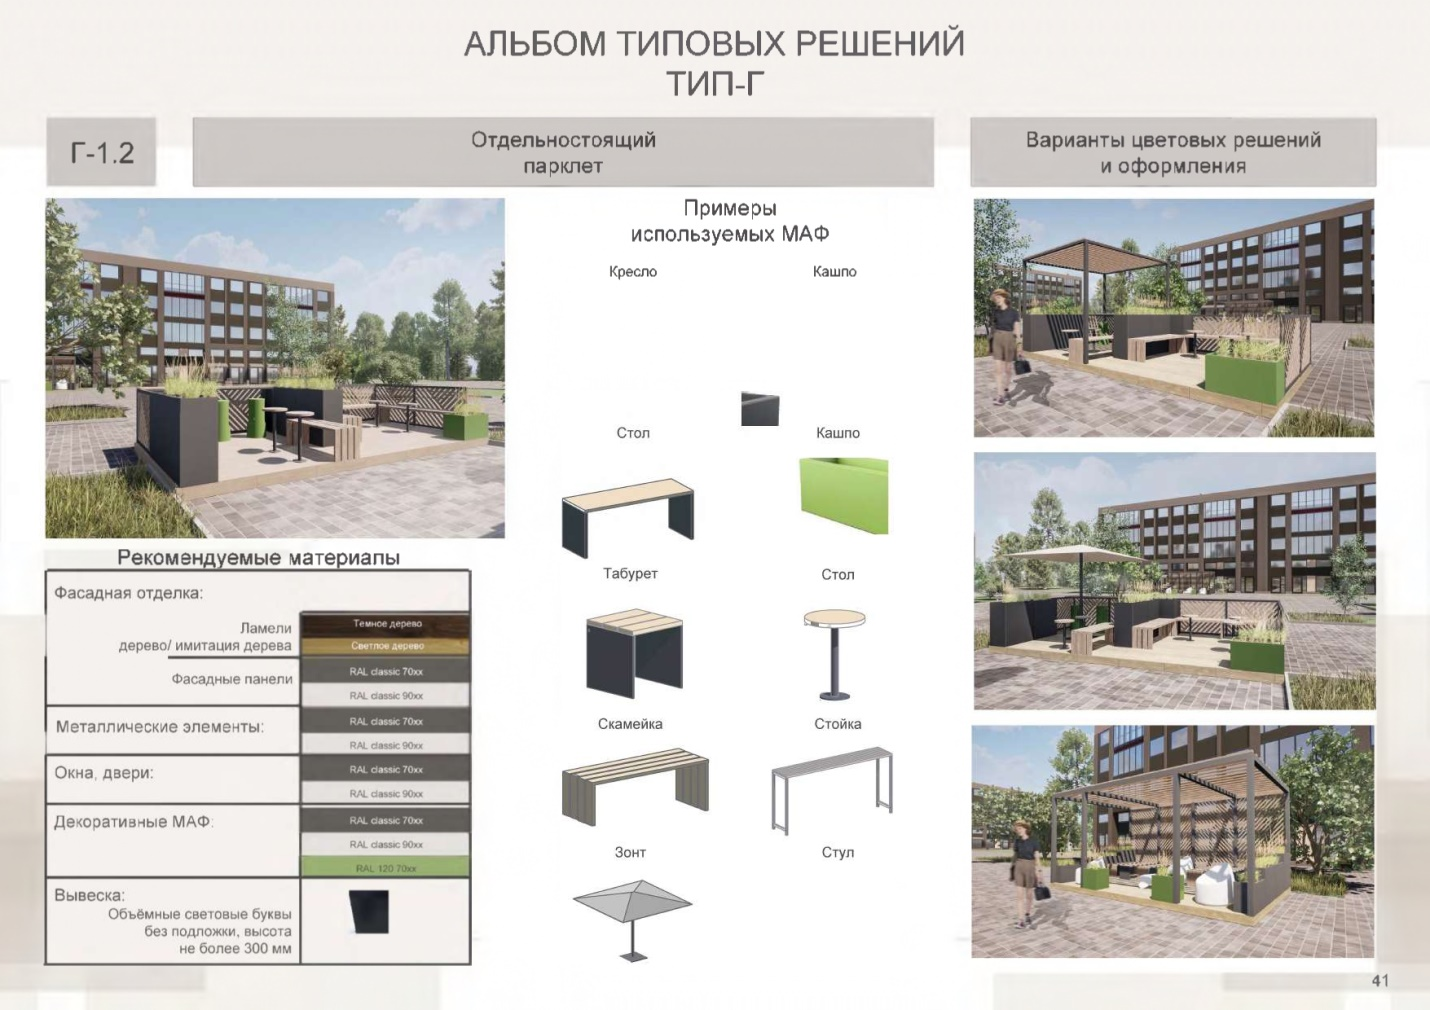 АЛЬБОМ ТИПОВЫХ РЕШЕНИЙ
ТИП-Г
Г-1.2
Отдельностоящий
парклет
Варианты цветовых решений
и оформления
Примеры
используемых МАФ
Кресло
Кашпо
Стол
Кашпо
Табурет
Стол
Скамейка
Стойка
Зонт
Стул
Рекомендуемые материалы
Фасадная отделка:
Ламели
дерево/ имитация дерева
Темное дерево
Светлое дерево
Фасадные панели
RAL classic 70xx
RAL classic 90xx
Металлические элементы:
RAL classic 70xx
RAL classic 90xx
Окна, двери:
RAL classic 70xx
RAL classic 90xx
Декоративные МАФ:
RAL classic 70xx
RAL classic 90xx
RAL 120 70xx
Вывеска:
Объёмные световые буквы
без подложки, высота
не более 300 мм
41